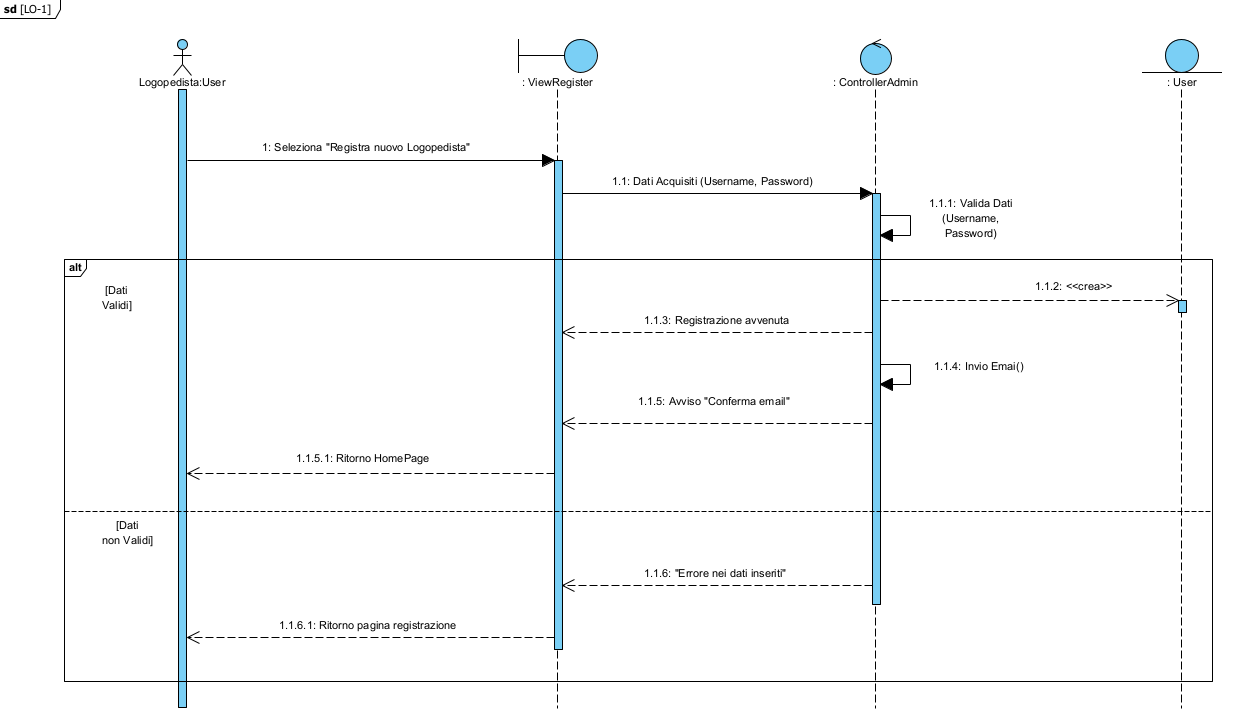 sd [LO-1]
Logopedista:User
: ViewRegister
: ControllerAdmin
: User
1: Seleziona "Registra nuovo Logopedista"
1.1: Dati Acquisiti (Username, Password)
1.1.1: Valida Dati
(Username,
Password)
alt
[Dati
Validi]
1.1.2: <<crea>>
1.1.3: Registrazione avvenuta
1.1.4: Invio Emai()
1.1.5: Avviso "Conferma email"
1.1.5.1: Ritorno HomePage
[Dati
non Validi]
1.1.6: "Errore nei dati inseriti"
1.1.6.1: Ritorno pagina registrazione